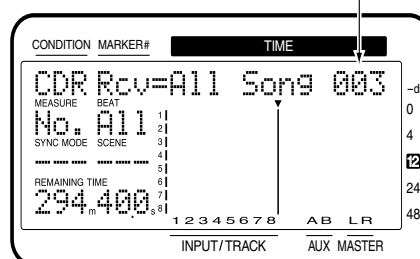 CONDITION MARKER# TIME
CDR Rcv=All Song 003
MEASURE BEAT
No. All
SYNC MODE SCENE
--- ---
REMAINING TIME
294m400s
1
2
3
4
5
6
7
8
1 2 3 4 5 6 7 8 A B L R
INPUT/TRACK AUX MASTER
-d
0
4
12
24
48